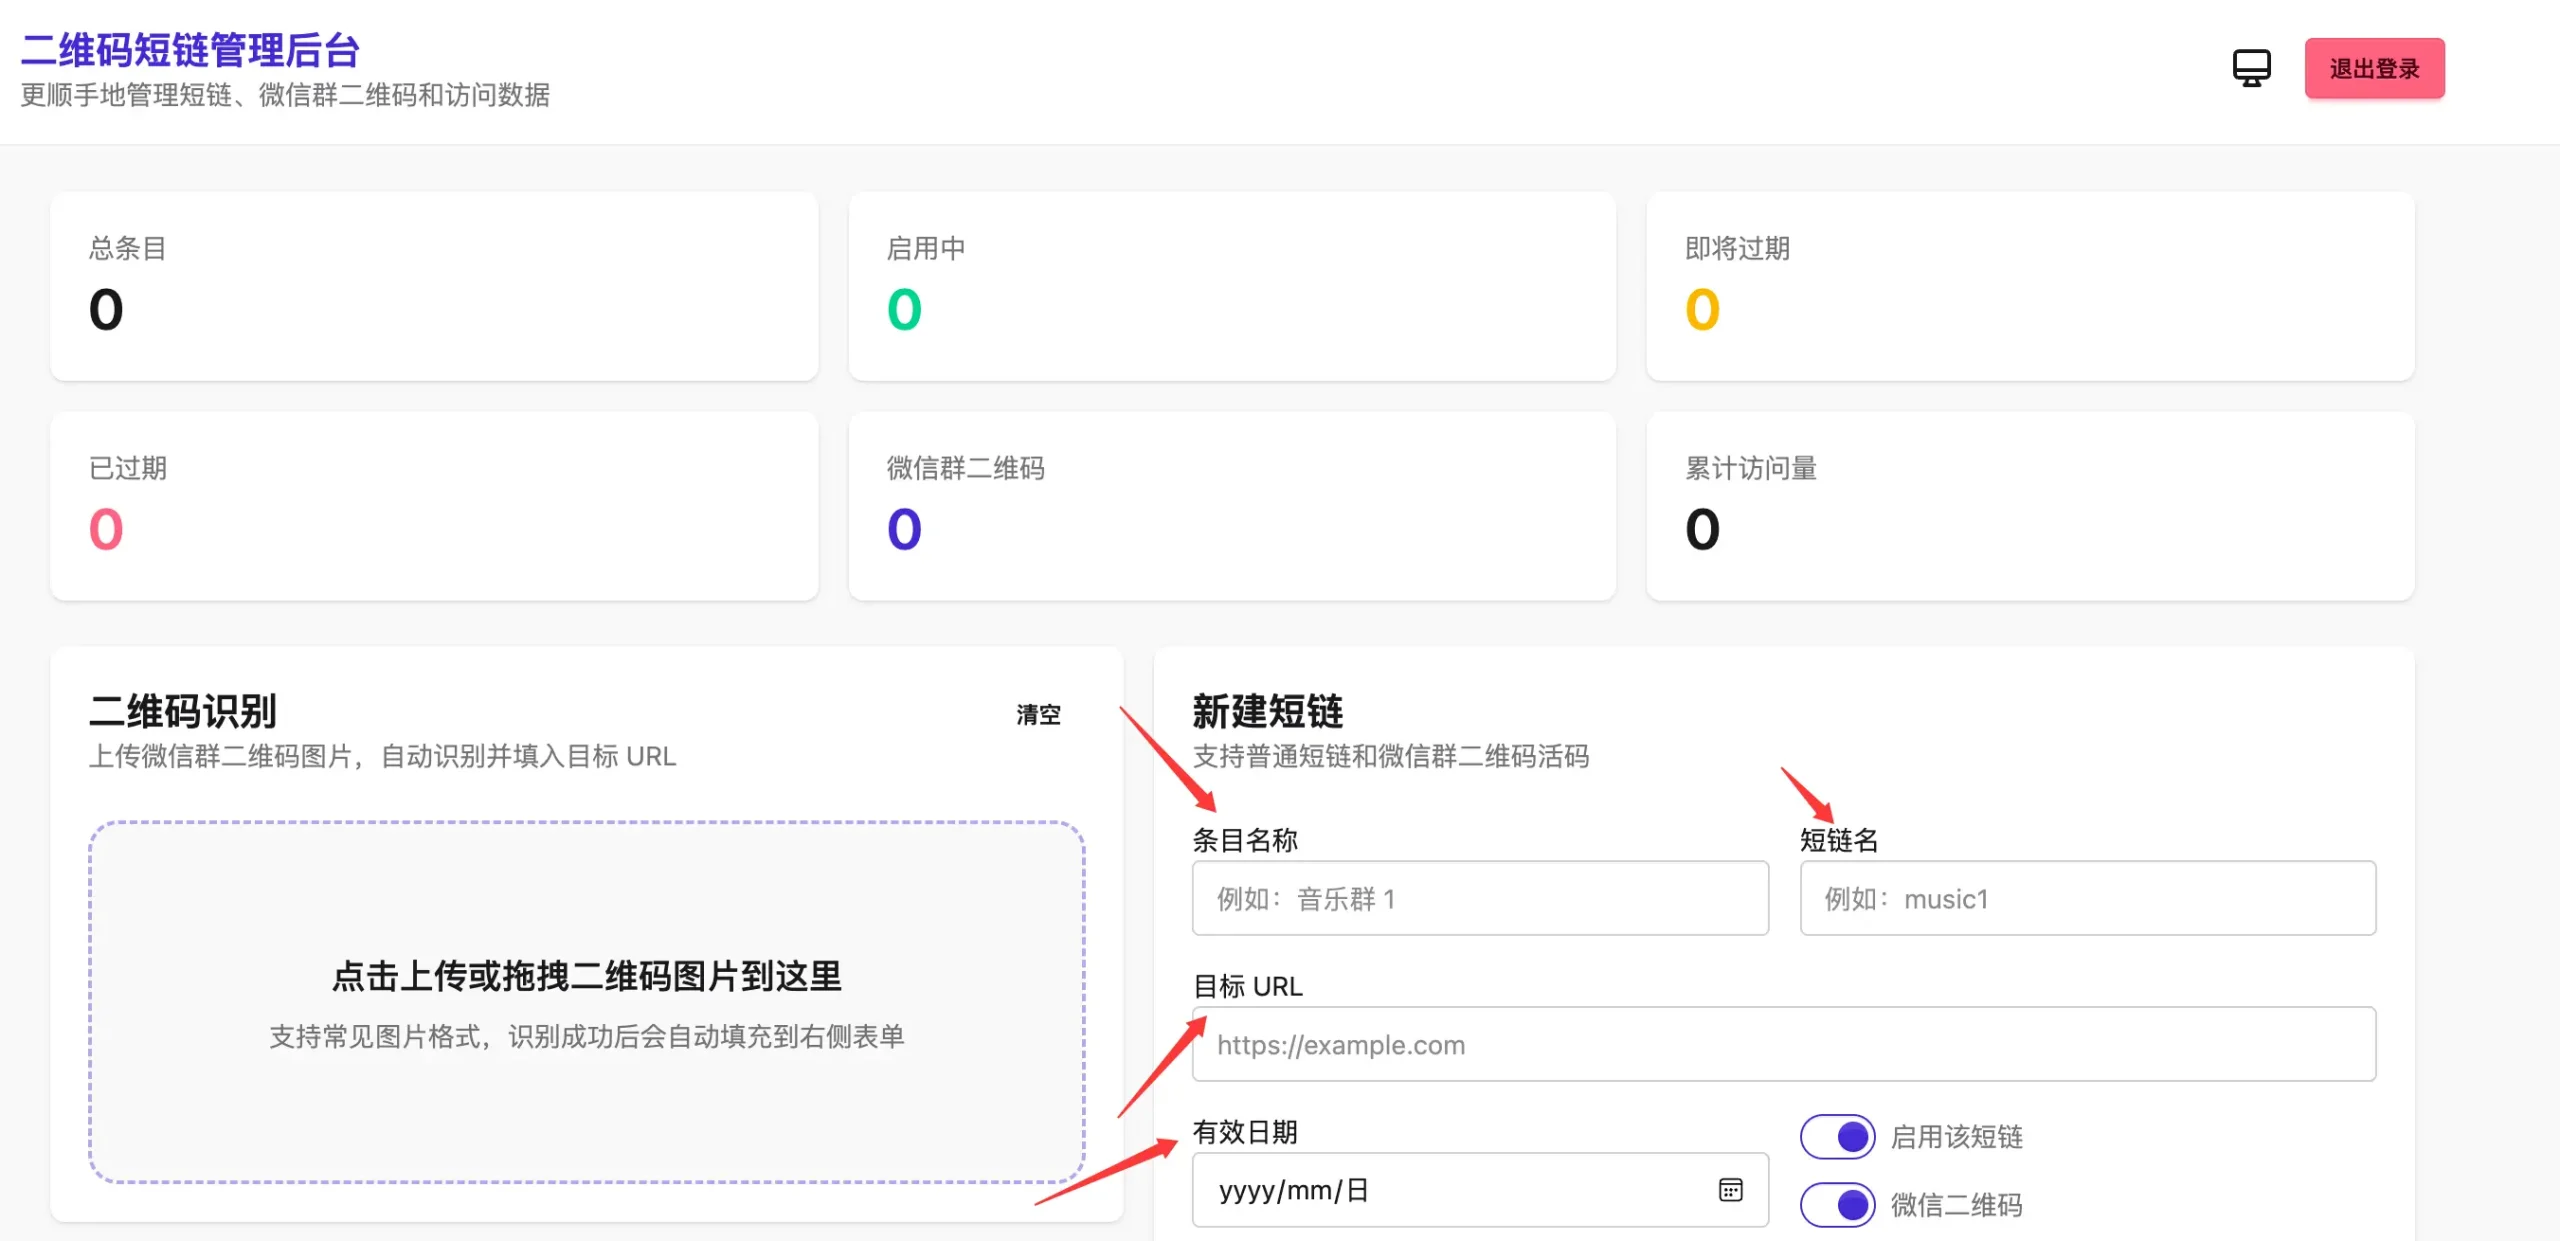 二维码短链管理后台
更顺手地管理短链、微信群二维码和访问数据
退出登录
总条目
0
启用中
0
即将过期
0
已过期
0
微信群二维码
0
累计访问量
0
二维码识别
清空
上传微信群二维码图片，自动识别并填入目标 URL
点击上传或拖拽二维码图片到这里
支持常见图片格式，识别成功后会自动填充到右侧表单
新建短链
支持普通短链和微信群二维码活码
条目名称
例如：音乐群 1
短链名
例如：music1
目标 URL
https://example.com
有效日期
yyyy/mm/日
启用该短链
微信二维码